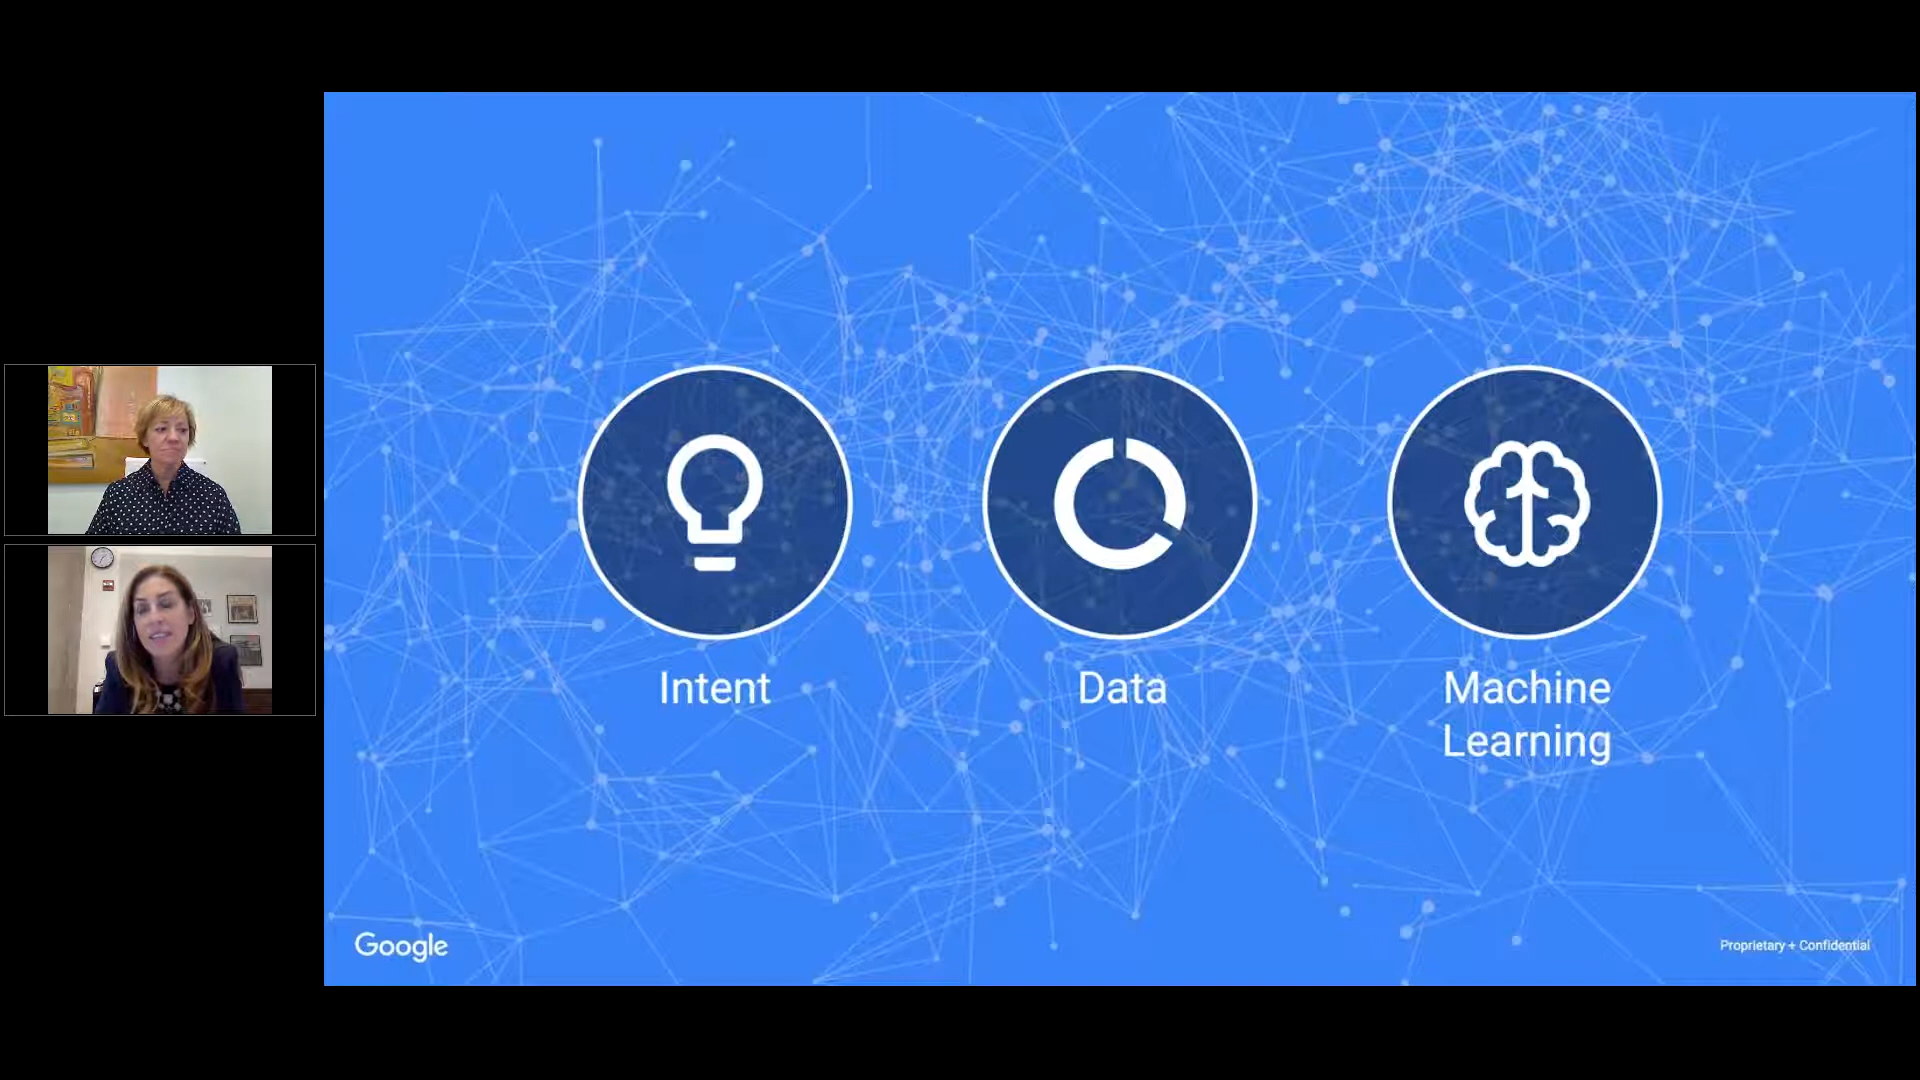 Intent
Data
Machine
Learning
Google
Proprietary + Confidential